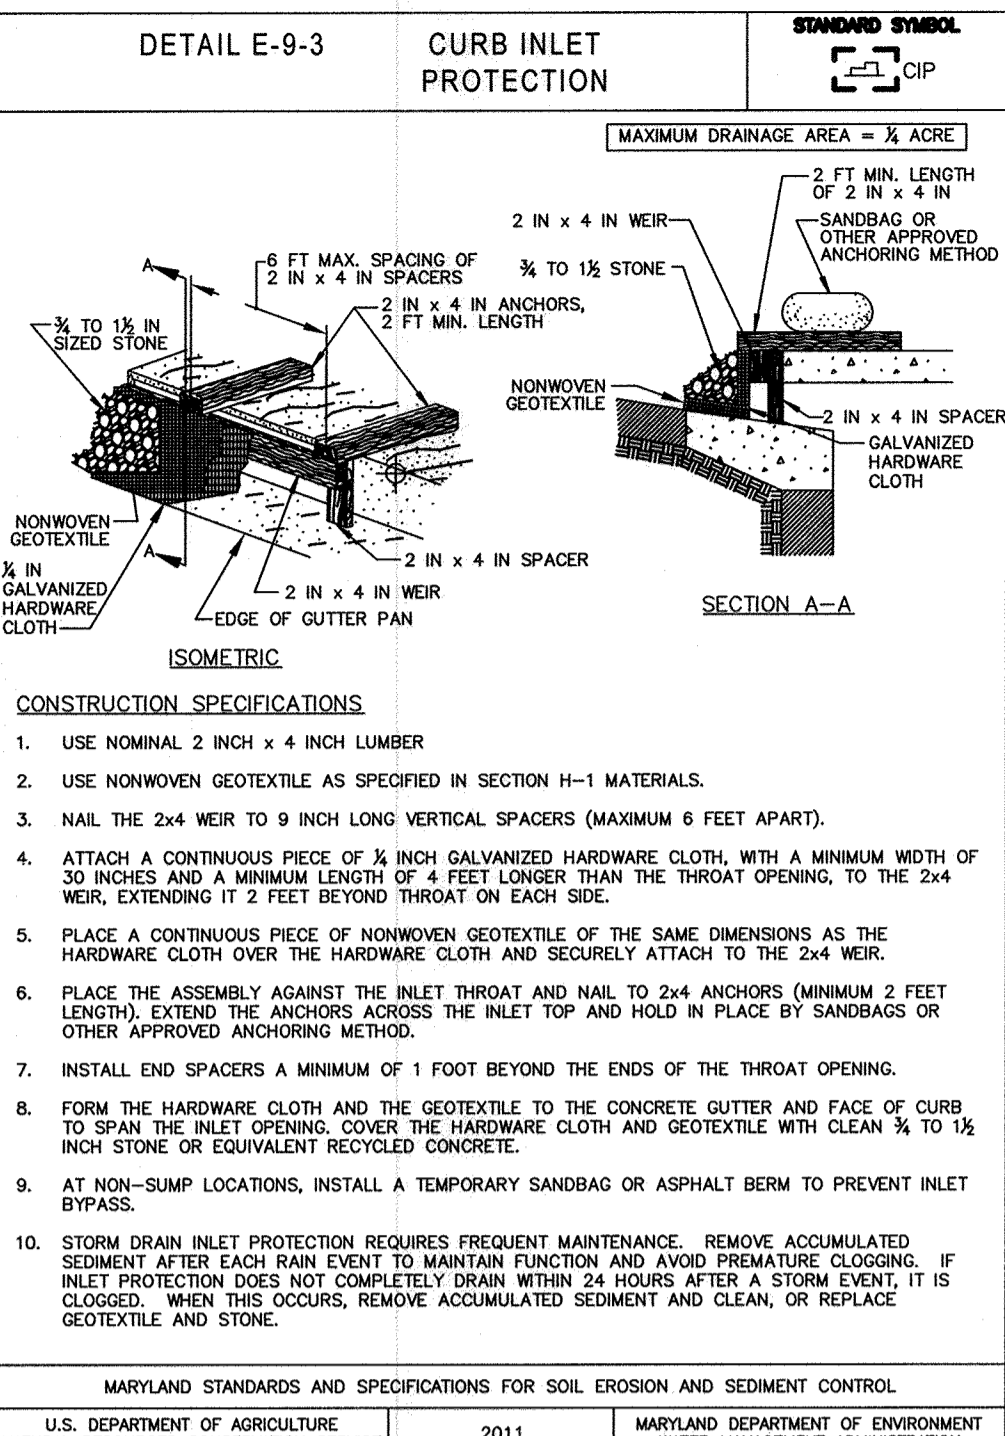 DETAIL E-9-3
CURB INLET
PROTECTION
STANDARD SYMBOL
CIP
MAXIMUM DRAINAGE AREA = ¼ ACRE
A
6 FT MAX. SPACING OF
2 IN x 4 IN SPACERS
2 IN x 4 IN ANCHORS,
2 FT MIN. LENGTH
¾ TO 1½ IN
SIZED STONE
NONWOVEN
GEOTEXTILE
A
¼ IN
GALVANIZED
HARDWARE
CLOTH
2 IN x 4 IN SPACER
2 IN x 4 IN WEIR
EDGE OF GUTTER PAN
ISOMETRIC
2 FT MIN. LENGTH
OF 2 IN x 4 IN
2 IN x 4 IN WEIR
SANDBAG OR
OTHER APPROVED
ANCHORING METHOD
¾ TO 1½ STONE
NONWOVEN
GEOTEXTILE
2 IN x 4 IN SPACER
GALVANIZED
HARDWARE
CLOTH
SECTION A-A
CONSTRUCTION SPECIFICATIONS
1. USE NOMINAL 2 INCH x 4 INCH LUMBER
2. USE NONWOVEN GEOTEXTILE AS SPECIFIED IN SECTION H-1 MATERIALS.
3. NAIL THE 2x4 WEIR TO 9 INCH LONG VERTICAL SPACERS (MAXIMUM 6 FEET APART).
4. ATTACH A CONTINUOUS PIECE OF ¼ INCH GALVANIZED HARDWARE CLOTH, WITH A MINIMUM WIDTH OF
30 INCHES AND A MINIMUM LENGTH OF 4 FEET LONGER THAN THE THROAT OPENING, TO THE 2x4
WEIR, EXTENDING IT 2 FEET BEYOND THROAT ON EACH SIDE.
5. PLACE A CONTINUOUS PIECE OF NONWOVEN GEOTEXTILE OF THE SAME DIMENSIONS AS THE
HARDWARE CLOTH OVER THE HARDWARE CLOTH AND SECURELY ATTACH TO THE 2x4 WEIR.
6. PLACE THE ASSEMBLY AGAINST THE INLET THROAT AND NAIL TO 2x4 ANCHORS (MINIMUM 2 FEET
LENGTH). EXTEND THE ANCHORS ACROSS THE INLET TOP AND HOLD IN PLACE BY SANDBAGS OR
OTHER APPROVED ANCHORING METHOD.
7. INSTALL END SPACERS A MINIMUM OF 1 FOOT BEYOND THE ENDS OF THE THROAT OPENING.
8. FORM THE HARDWARE CLOTH AND THE GEOTEXTILE TO THE CONCRETE GUTTER AND FACE OF CURB
TO SPAN THE INLET OPENING. COVER THE HARDWARE CLOTH AND GEOTEXTILE WITH CLEAN ¾ TO 1½
INCH STONE OR EQUIVALENT RECYCLED CONCRETE.
9. AT NON-SUMP LOCATIONS, INSTALL A TEMPORARY SANDBAG OR ASPHALT BERM TO PREVENT INLET
BYPASS.
10. STORM DRAIN INLET PROTECTION REQUIRES FREQUENT MAINTENANCE. REMOVE ACCUMULATED
SEDIMENT AFTER EACH RAIN EVENT TO MAINTAIN FUNCTION AND AVOID PREMATURE CLOGGING. IF
INLET PROTECTION DOES NOT COMPLETELY DRAIN WITHIN 24 HOURS AFTER A STORM EVENT, IT IS
CLOGGED. WHEN THIS OCCURS, REMOVE ACCUMULATED SEDIMENT AND CLEAN, OR REPLACE
GEOTEXTILE AND STONE.
MARYLAND STANDARDS AND SPECIFICATIONS FOR SOIL EROSION AND SEDIMENT CONTROL
U.S. DEPARTMENT OF AGRICULTURE
2011
MARYLAND DEPARTMENT OF ENVIRONMENT